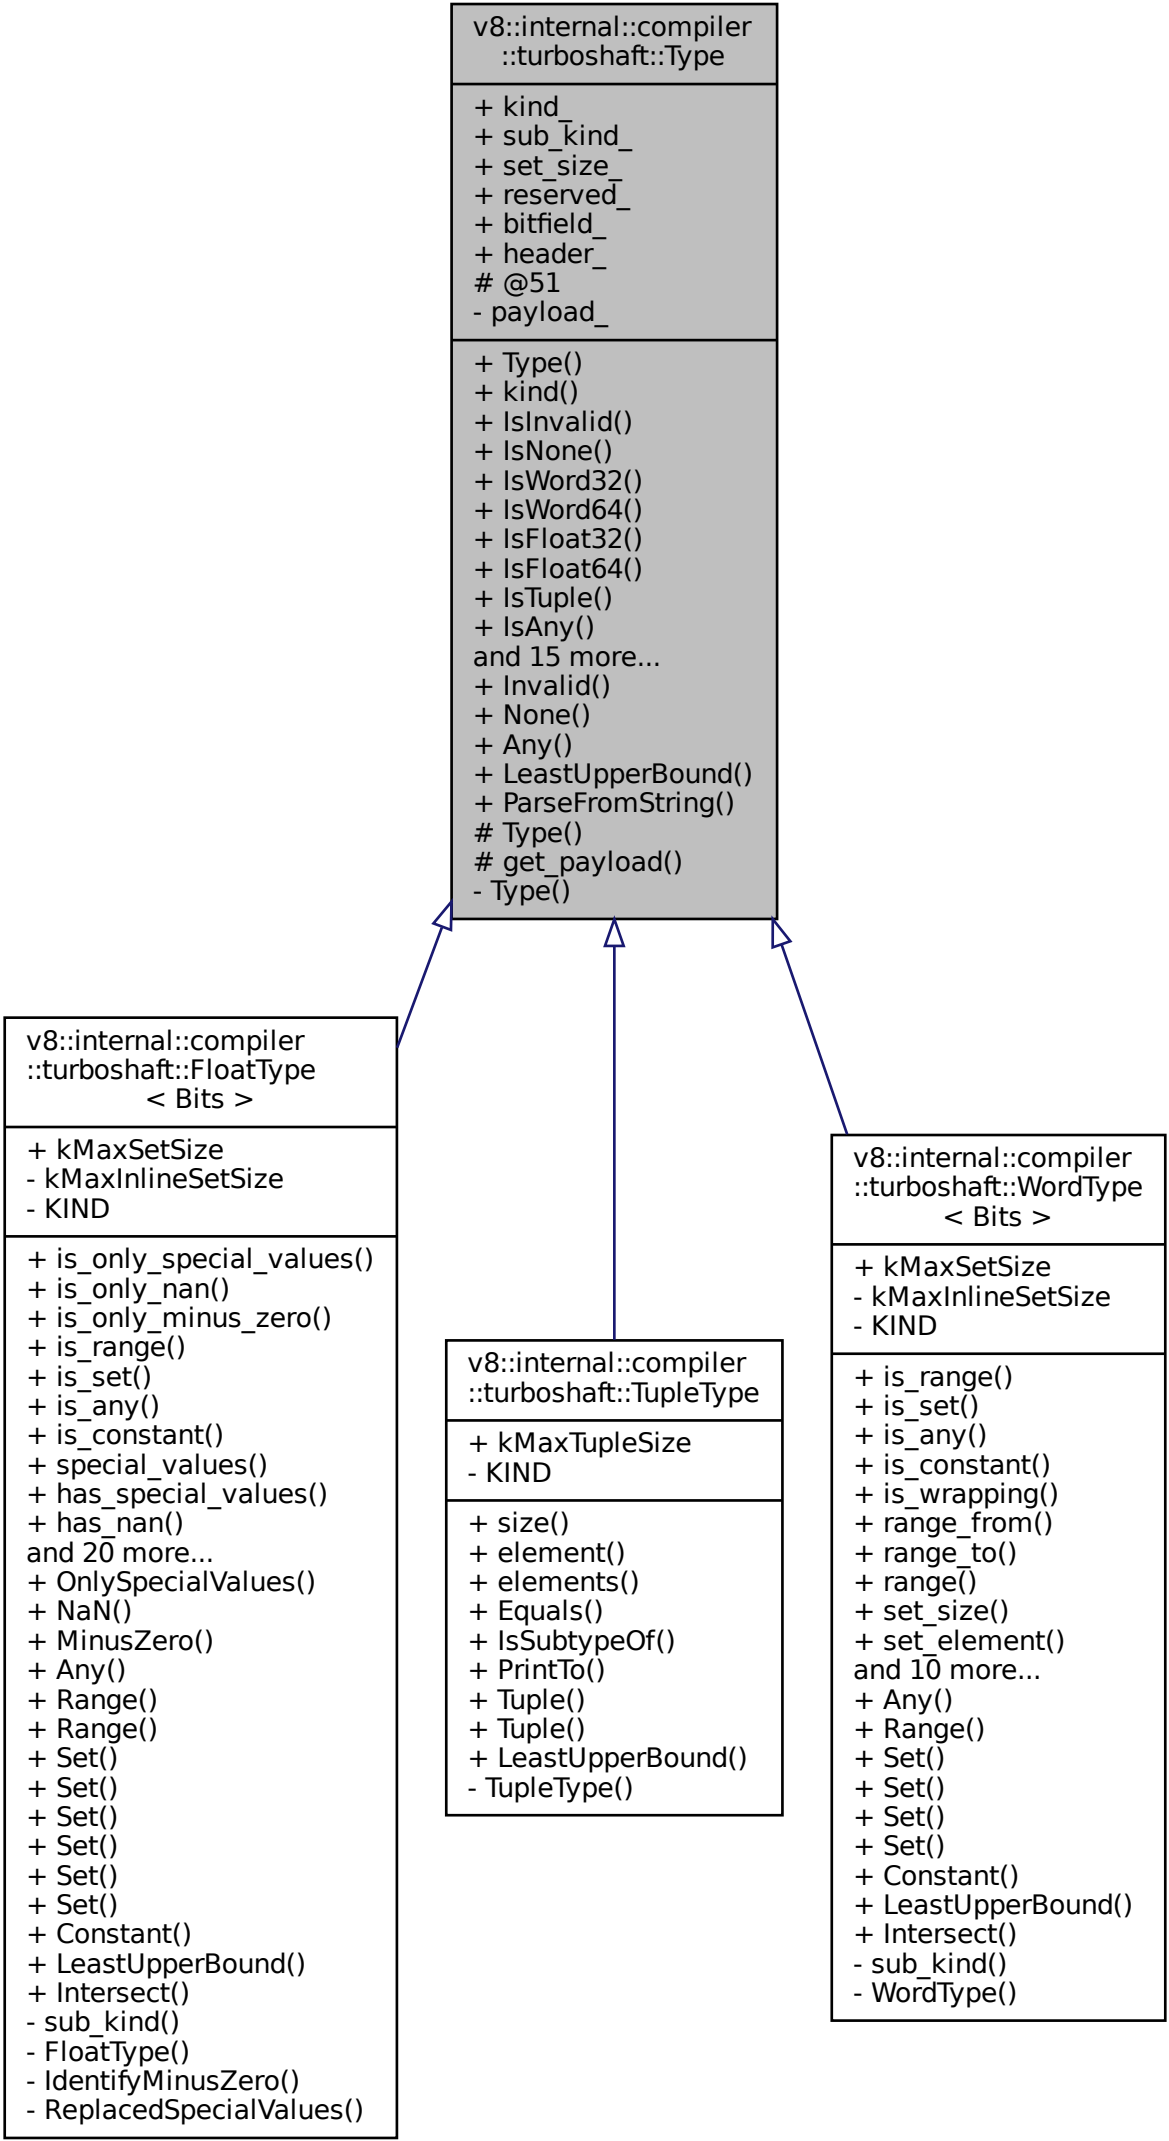 v8::internal::compiler
::turboshaft::Type
+ kind_
+ sub_kind_
+ set_size_
+ reserved_
+ bitfield_
+ header_
# @51
- payload_
+ Type()
+ kind()
+ IsInvalid()
+ IsNone()
+ IsWord32()
+ IsWord64()
+ IsFloat32()
+ IsFloat64()
+ IsTuple()
+ IsAny()
and 15 more...
+ Invalid()
+ None()
+ Any()
+ LeastUpperBound()
+ ParseFromString()
# Type()
# get_payload()
- Type()
v8::internal::compiler
::turboshaft::FloatType
< Bits >
+ kMaxSetSize
- kMaxInlineSetSize
- KIND
+ is_only_special_values()
+ is_only_nan()
+ is_only_minus_zero()
+ is_range()
+ is_set()
+ is_any()
+ is_constant()
+ special_values()
+ has_special_values()
+ has_nan()
and 20 more...
+ OnlySpecialValues()
+ NaN()
+ MinusZero()
+ Any()
+ Range()
+ Range()
+ Set()
+ Set()
+ Set()
+ Set()
+ Set()
+ Set()
+ Constant()
+ LeastUpperBound()
+ Intersect()
- sub_kind()
- FloatType()
- IdentifyMinusZero()
- ReplacedSpecialValues()
v8::internal::compiler
::turboshaft::TupleType
+ kMaxTupleSize
- KIND
+ size()
+ element()
+ elements()
+ Equals()
+ IsSubtypeOf()
+ PrintTo()
+ Tuple()
+ Tuple()
+ LeastUpperBound()
- TupleType()
v8::internal::compiler
::turboshaft::WordType
< Bits >
+ kMaxSetSize
- kMaxInlineSetSize
- KIND
+ is_range()
+ is_set()
+ is_any()
+ is_constant()
+ is_wrapping()
+ range_from()
+ range_to()
+ range()
+ set_size()
+ set_element()
and 10 more...
+ Any()
+ Range()
+ Set()
+ Set()
+ Set()
+ Set()
+ Constant()
+ LeastUpperBound()
+ Intersect()
- sub_kind()
- WordType()